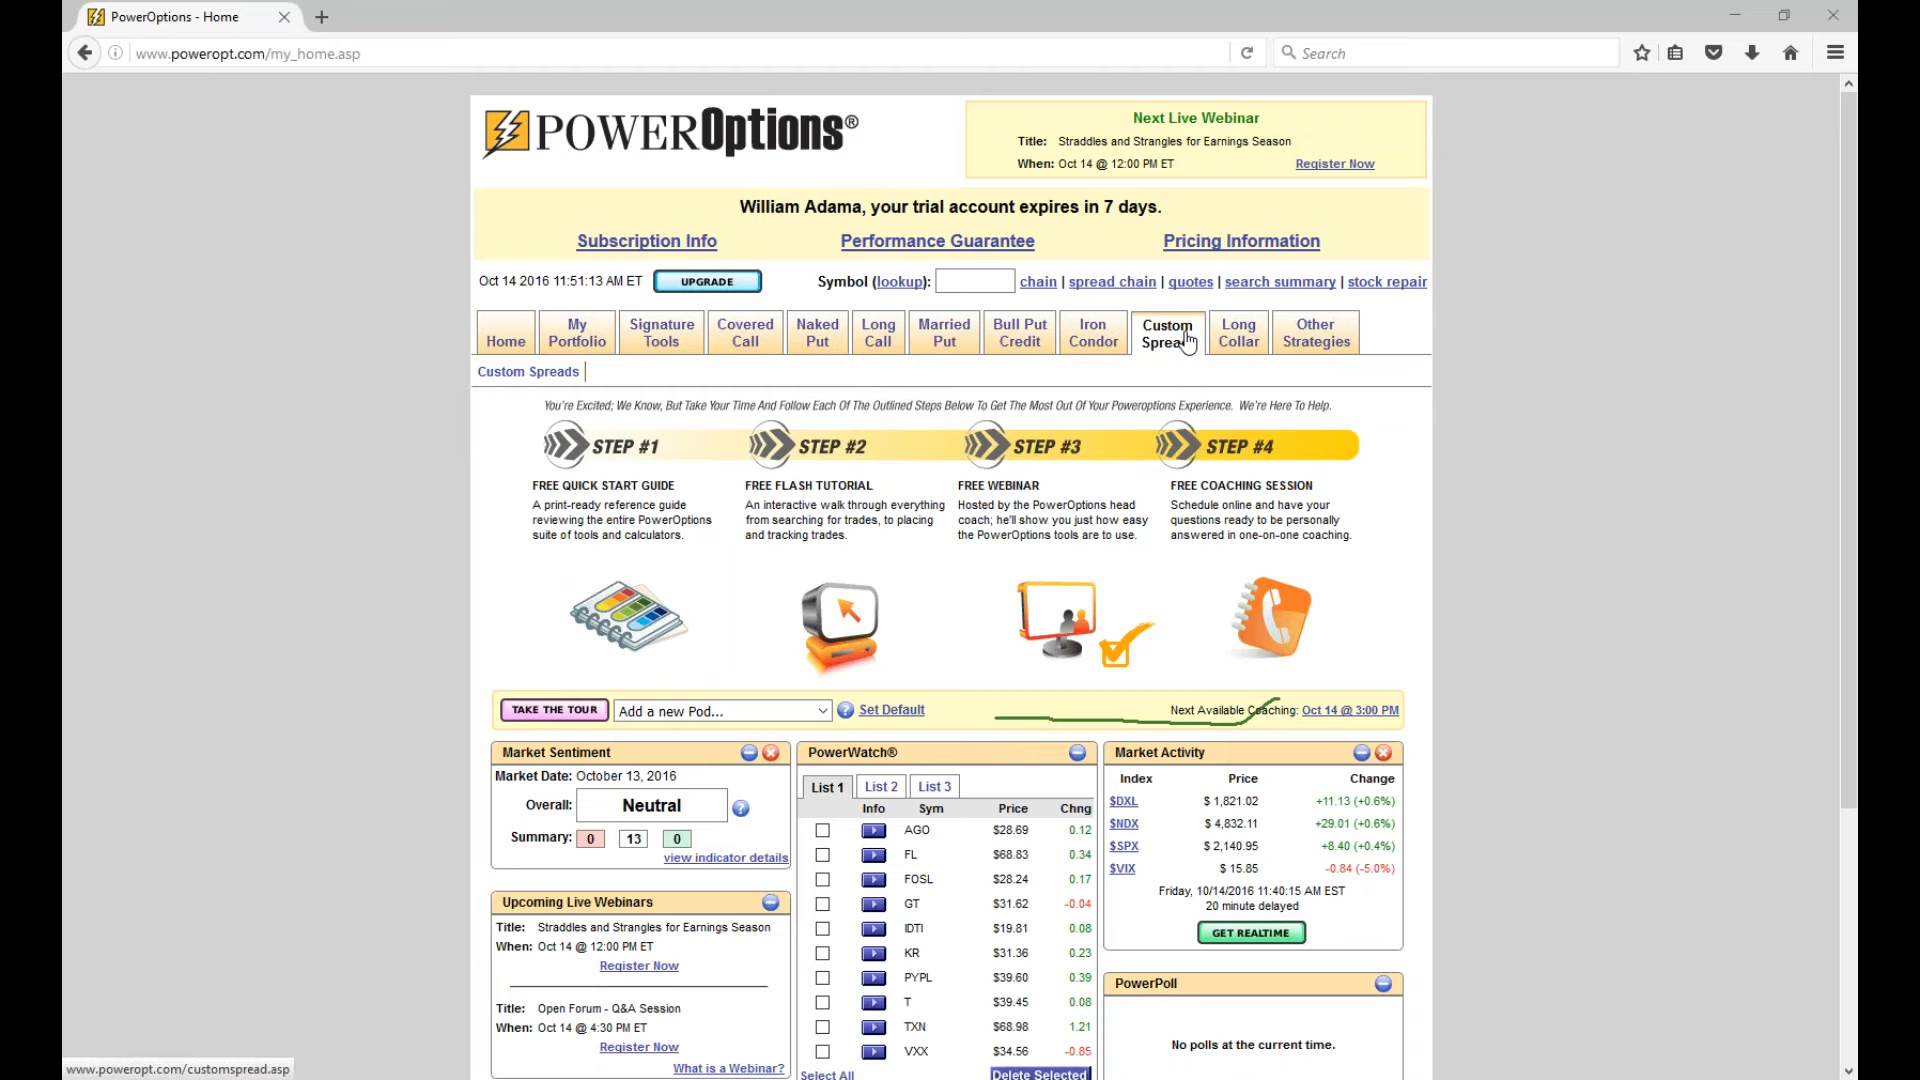 PowerOptions - Home
www.poweropt.com/my_home.asp
Search
POWEROptions®
Next Live Webinar
Title: Straddles and Strangles for Earnings Season
When: Oct 14 @ 12:00 PM ET Register Now
William Adama, your trial account expires in 7 days.
Subscription Info Performance Guarantee Pricing Information
Oct 14 2016 11:51:13 AM ET UPGRADE Symbol (lookup): chain | spread chain | quotes | search summary | stock repair
Home
My Portfolio
Signature Tools
Covered Call
Naked Put
Long Call
Married Put
Bull Put Credit
Iron Condor
Custom
Long Collar
Other Strategies
Custom Spreads
You're Excited; We Know, But Take Your Time And Follow Each Of The Outlined Steps Below To Get The Most Out Of Your Poweroptions Experience. We're Here To Help.
STEP #1 STEP #2 STEP #3 STEP #4
FREE QUICK START GUIDE
A print-ready reference guide
reviewing the entire PowerOptions
suite of tools and calculators.
FREE FLASH TUTORIAL
An interactive walk through everything
from searching for trades, to placing
and tracking trades.
FREE WEBINAR
Hosted by the PowerOptions head
coach; he'll show you just how easy
the PowerOptions tools are to use.
FREE COACHING SESSION
Schedule online and have your
questions ready to be personally
answered in one-on-one coaching.
TAKE THE TOUR Add a new Pod... ? Set Default Next Available Coaching: Oct 14 @ 3:00 PM
Market Sentiment
Market Date: October 13, 2016
Overall: Neutral ?
Summary: 0 13 0
view indicator details
Upcoming Live Webinars
Title: Straddles and Strangles for Earnings Season
When: Oct 14 @ 12:00 PM ET
Register Now
Title: Open Forum - Q&A Session
When: Oct 14 @ 4:30 PM ET
Register Now
What is a Webinar?
PowerWatch®
List 1 List 2 List 3
Info Sym Price Chng
AGO $28.69 0.12
FL $68.83 0.34
FOSL $28.24 0.17
GT $31.62 -0.04
IDTI $19.81 0.08
KR $31.36 0.23
PYPL $39.60 0.39
T $39.45 0.08
TXN $68.98 1.21
VXX $34.56 -0.85
Select All Delete Selected
Market Activity
Index Price Change
$DXL $ 1,821.02 +11.13 (+0.6%)
$NDX $ 4,832.11 +29.01 (+0.6%)
$SPX $ 2,140.95 +8.40 (+0.4%)
$VIX $ 15.85 -0.84 (-5.0%)
Friday, 10/14/2016 11:40:15 AM EST
20 minute delayed
GET REALTIME
PowerPoll
No polls at the current time.
www.poweropt.com/customspread.asp